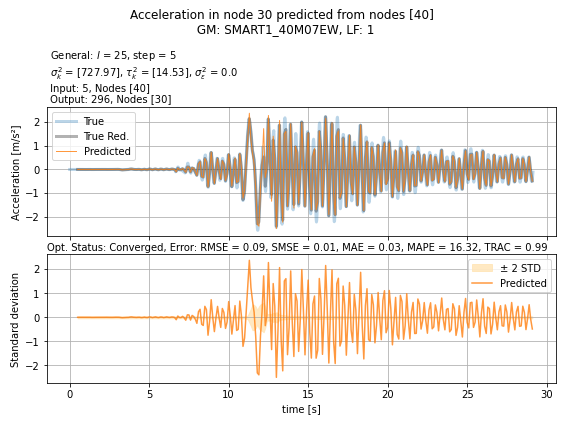 Acceleration in node 30 predicted from nodes [40]
GM: SMART1_40M07EW, LF: 1
General: l = 25, step = 5
σ²ₖ = [727.97], τ²ₖ = [14.53], σ²ε = 0.0
Input: 5, Nodes [40]
Output: 296, Nodes [30]
Acceleration [m/s²]
2
1
0
−1
−2
True
True Red.
Predicted
Opt. Status: Converged, Error: RMSE = 0.09, SMSE = 0.01, MAE = 0.03, MAPE = 16.32, TRAC = 0.99
Standard deviation
2
1
0
−1
−2
± 2 STD
Predicted
0 5 10 15 20 25 30
time [s]